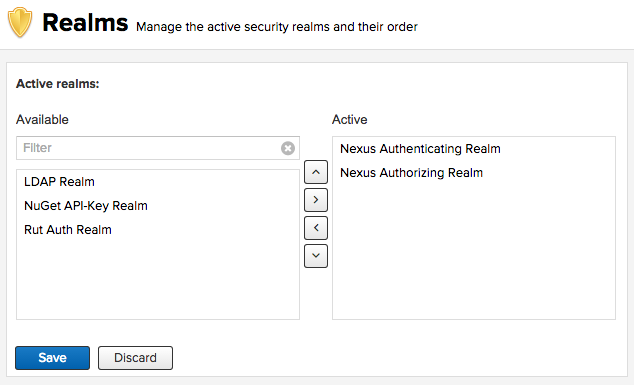 Realms Manage the active security realms and their order
Active realms:
Available
Active
Filter
LDAP Realm
NuGet API-Key Realm
Rut Auth Realm
Nexus Authenticating Realm
Nexus Authorizing Realm
Save
Discard